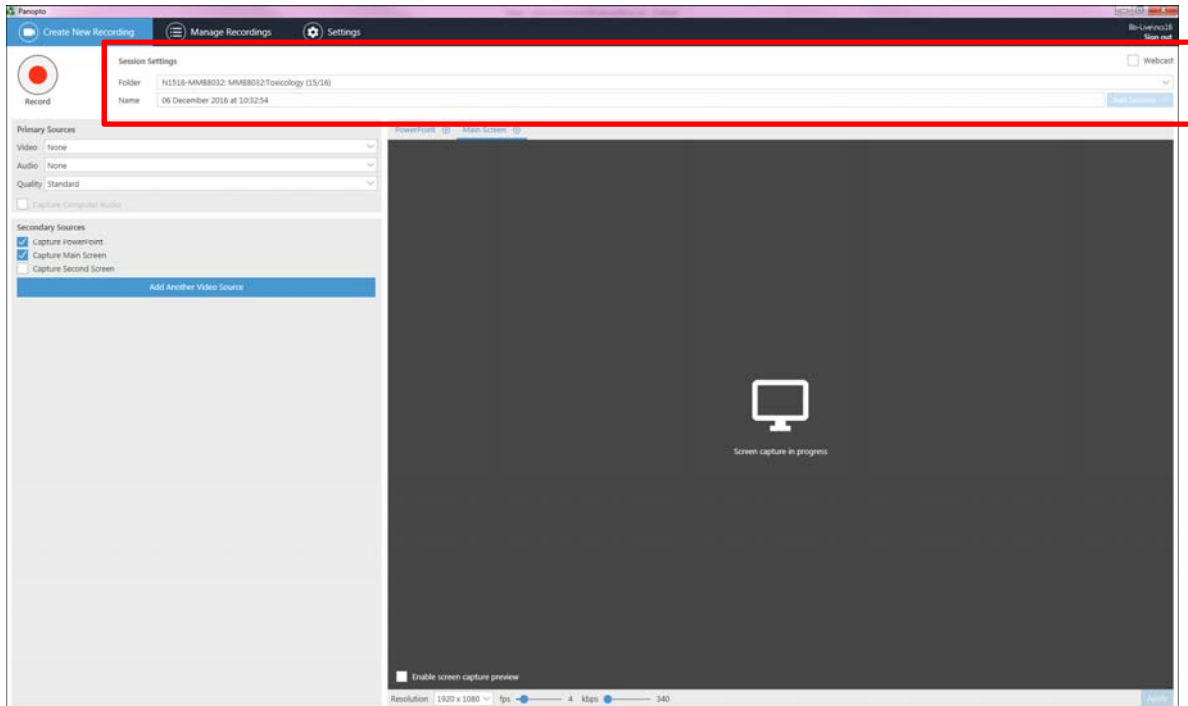 Panopto
Create New Recording
Manage Recordings
Settings
Sign out
Session Settings
Webcast
Folder
N1516-MMB8032: MMB8032:Toxicology (15/16)
Record
Name
06 December 2016 at 10:32:54
Primary Sources
PowerPoint
Main Screen
Video None
Audio None
Quality Standard
Capture Computer Audio
Secondary Sources
Capture PowerPoint
Capture Main Screen
Capture Second Screen
Add Another Video Source
Screen capture in progress
Enable screen capture preview
Resolution 1920 x 1080 fps 4 kbps 340
Apply